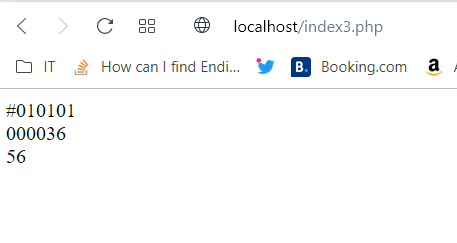 localhost/index3.php
IT How can I find Endi... B. Booking.com a
#010101
000036
56